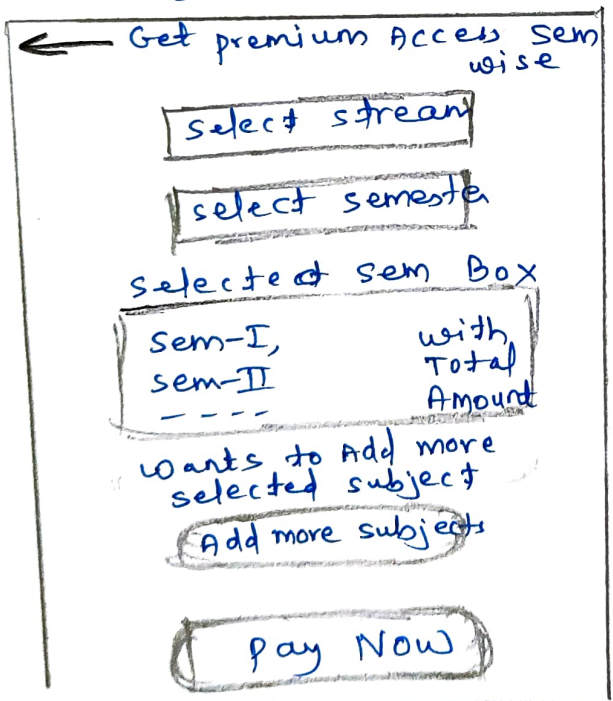 Get premium Access Sem
wise
select stream
select semester
selected sem Box
Sem-I, with
sem-II Total
---- Amount
wants to Add more
selected subject
Add more subjects
Pay Now